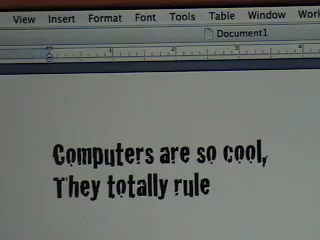 View Insert Format Font Tools Table Window
Document1
Computers are so cool,
They totally rule